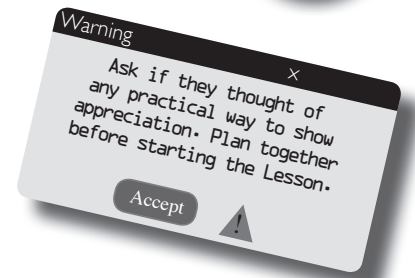 Warning X
Ask if they thought of
any practical way to show
appreciation. Plan together
before starting the Lesson.
Accept !